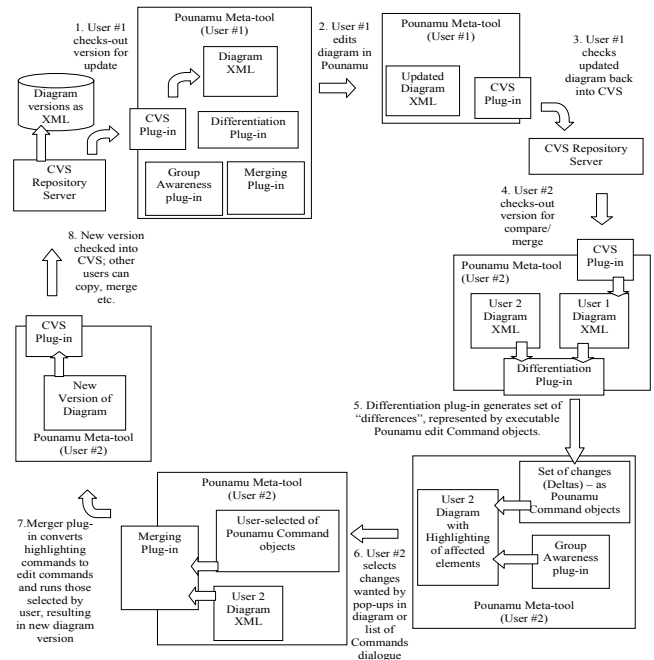 1. User #1
checks-out
version for
update
Diagram
versions as
XML
CVS
Repository
Server
Pounamu Meta-tool
(User #1)
Diagram
XML
CVS
Plug-in
Differentiation
Plug-in
Group
Awareness
plug-in
Merging
Plug-in
2. User #1
edits
diagram in
Pounamu
Pounamu Meta-tool
(User #1)
Updated
Diagram
XML
CVS
Plug-in
3. User #1
checks
updated
diagram back
into CVS
CVS Repository
Server
4. User #2
checks-out
version for
compare/
merge
CVS
Plug-in
Pounamu Meta-tool
(User #2)
User 2
Diagram
XML
User 1
Diagram
XML
Differentiation
Plug-in
5. Differentiation plug-in generates set of
“differences”, represented by executable
Pounamu edit Command objects.
Set of changes
(Deltas) – as
Pounamu
Command objects
User 2
Diagram
with
Highlighting
of affected
elements
Group
Awareness
plug-in
Pounamu Meta-tool
(User #2)
6. User #2
selects
changes
wanted by
pop-ups in
diagram or
list of
Commands
dialogue
Pounamu Meta-tool
(User #2)
User-selected of
Pounamu Command
objects
Merging
Plug-in
User 2
Diagram
XML
7.Merger plug-
in converts
highlighting
commands to
edit commands
and runs those
selected by
user, resulting
in new diagram
version
8. New version
checked into
CVS; other
users can
copy, merge
etc.
CVS
Plug-in
New
Version of
Diagram
Pounamu Meta-tool
(User #2)